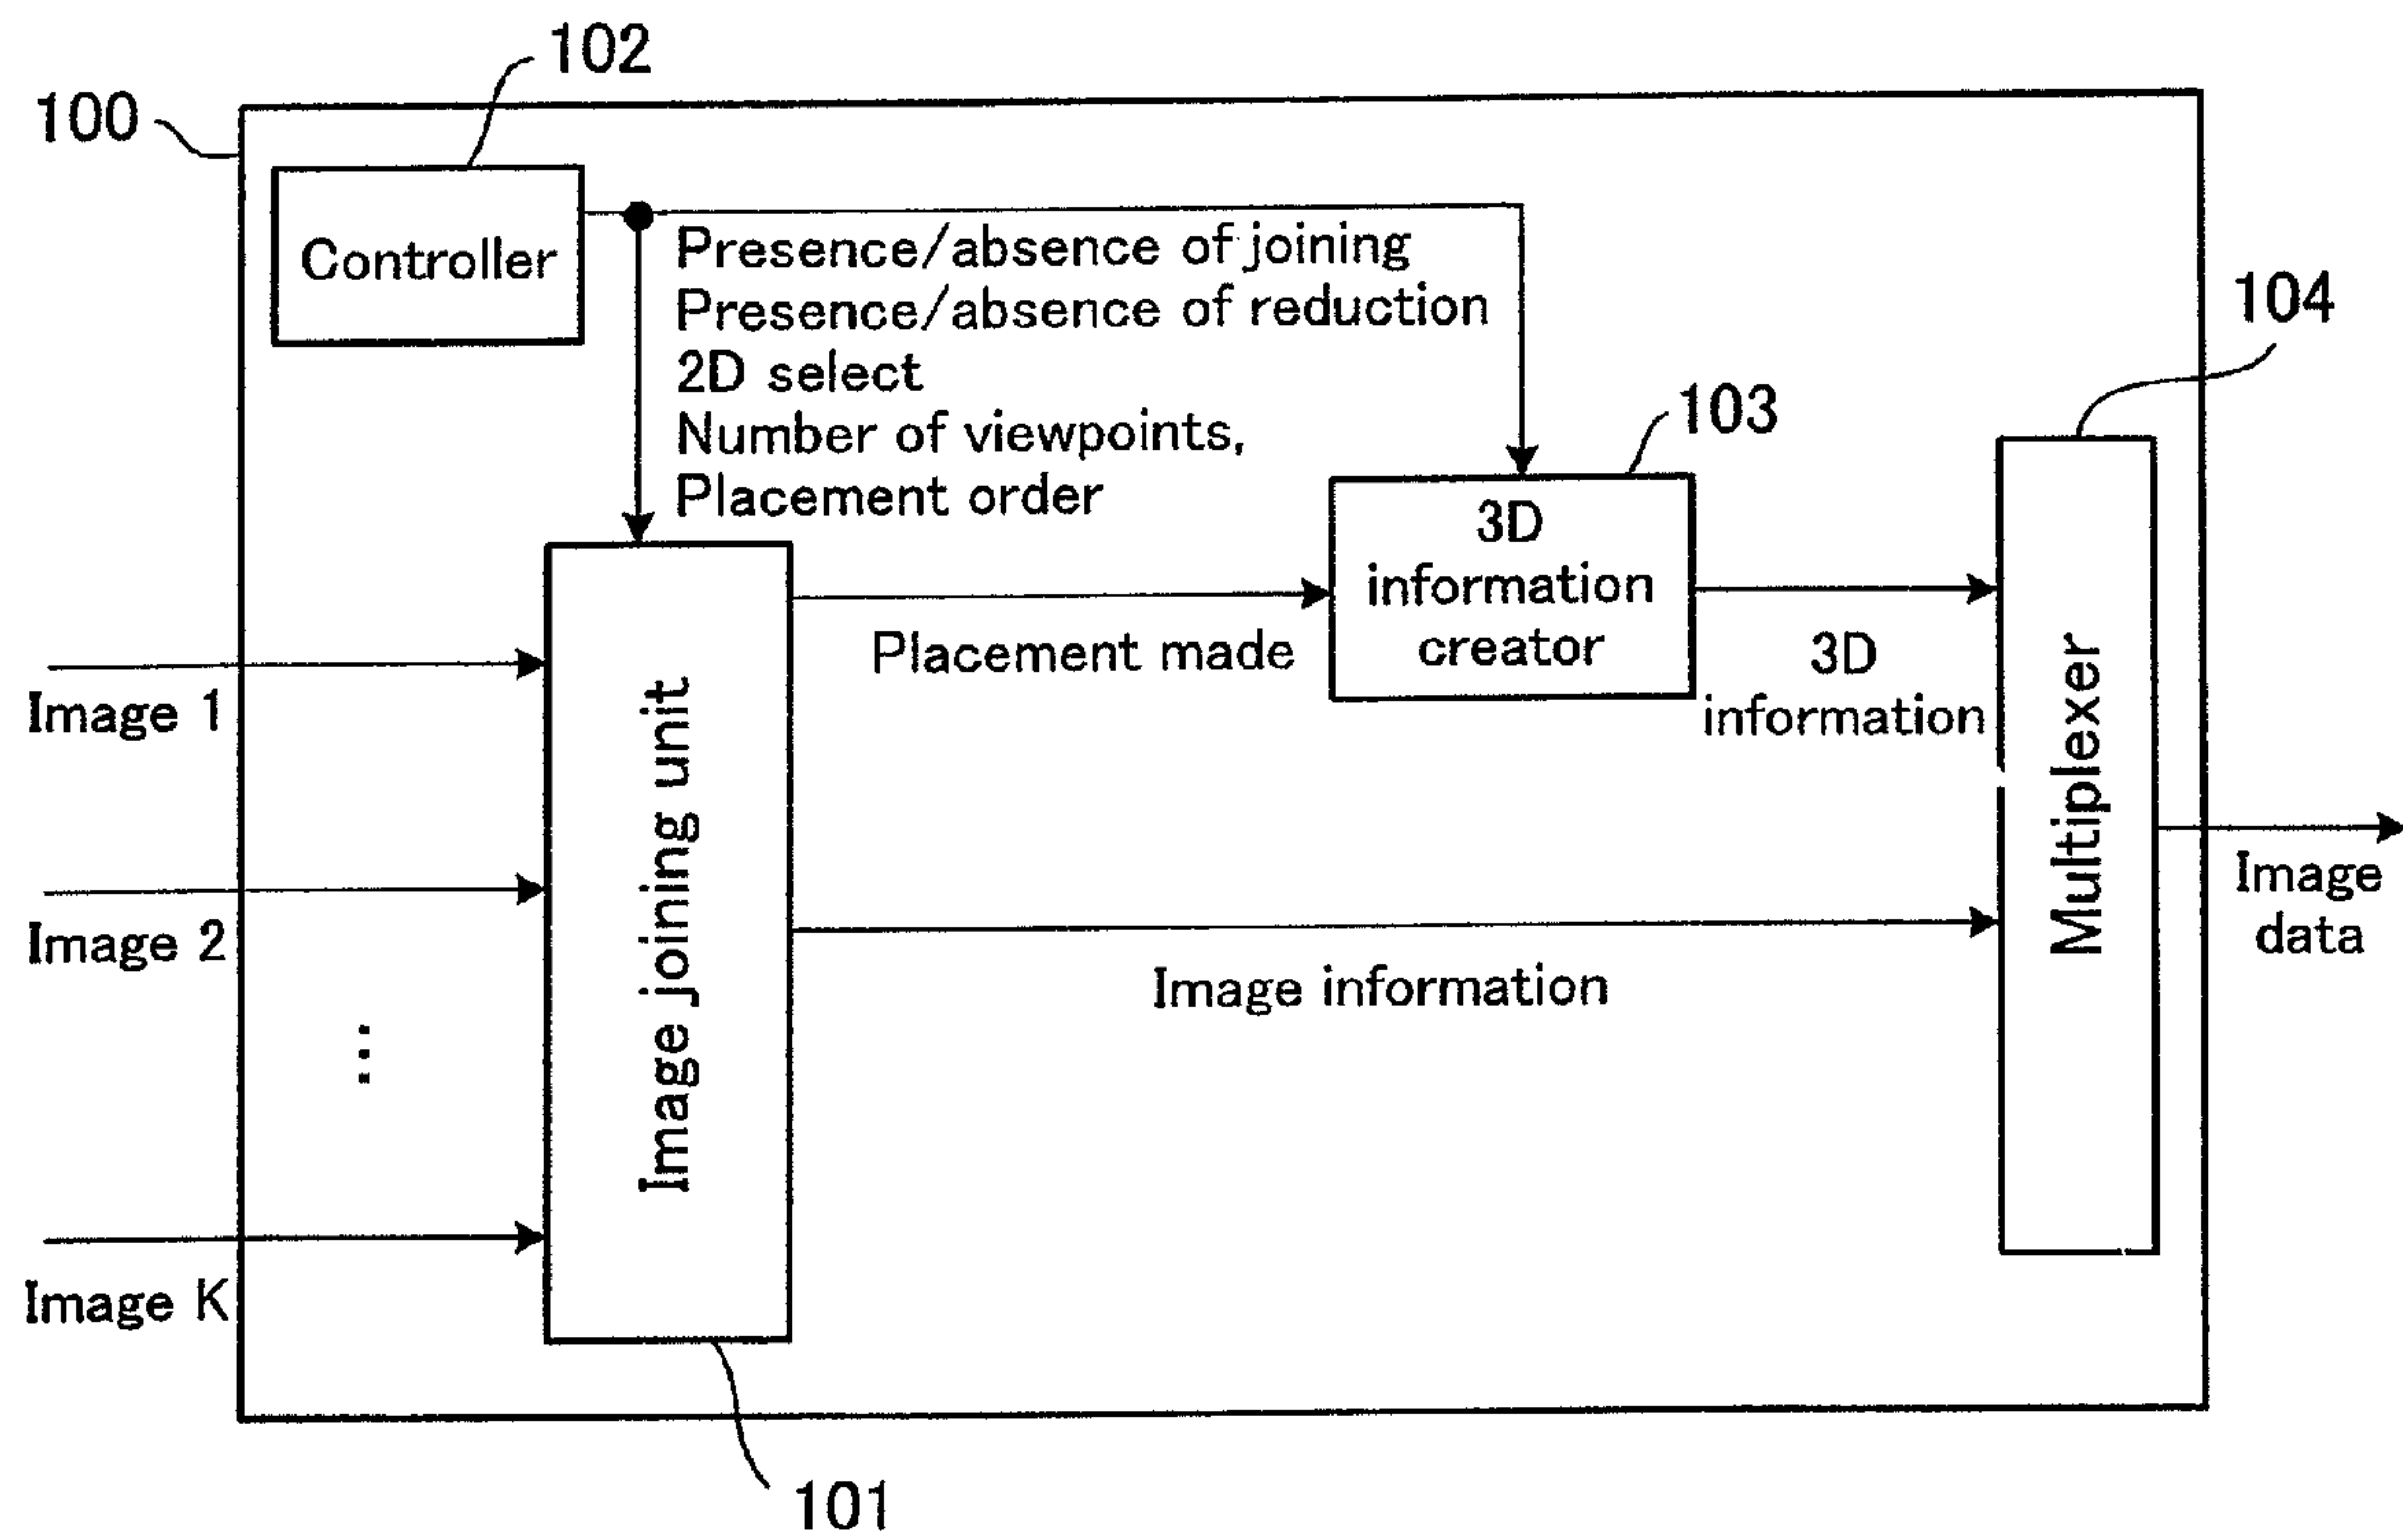 102
100
Controller
Presence/absence of joining
Presence/absence of reduction
2D select
Number of viewpoints,
Placement order
104
103
3D
information
creator
Placement made
3D
information
Image 1
Image 2
Image K
Image joining unit
Image information
Multiplexer
Image
data
101